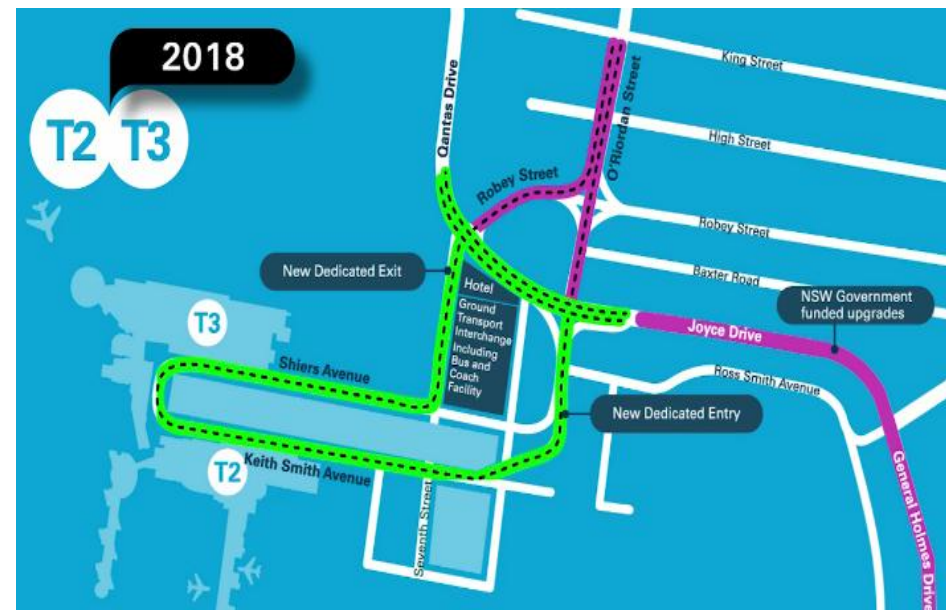 2018
T2 T3
Qantas Drive
O'Riordan Street
King Street
High Street
Robey Street
Robey Street
Baxter Road
New Dedicated Exit
Hotel
Ground
Transport
Interchange
Including
Bus and
Coach
Facility
NSW Government
funded upgrades
Joyce Drive
T3
Shiers Avenue
Ross Smith Avenue
New Dedicated Entry
T2
Keith Smith Avenue
Seventh Street
General Holmes Drive